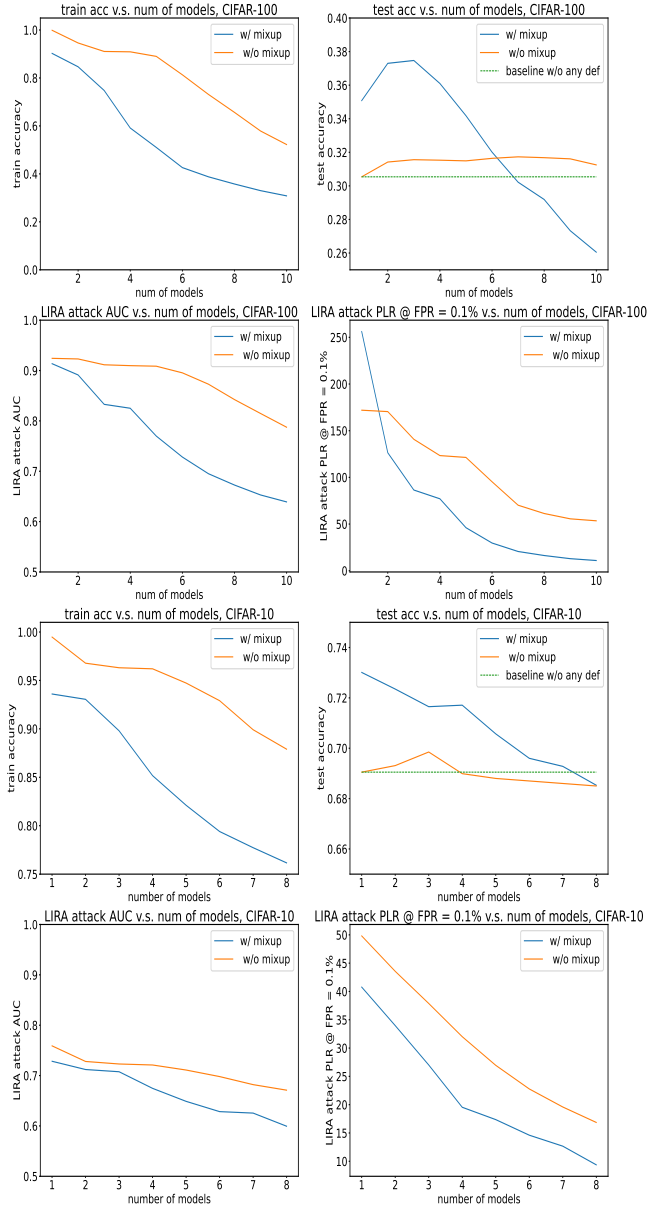 train acc v.s. num of models, CIFAR-100
train accuracy
1.0
0.8
0.6
0.4
0.2
0.0
w/ mixup
w/o mixup
2 4 6 8 10
num of models
test acc v.s. num of models, CIFAR-100
test accuracy
0.40
0.38
0.36
0.34
0.32
0.30
0.28
0.26
w/ mixup
w/o mixup
baseline w/o any def
2 4 6 8 10
num of models
LIRA attack AUC v.s. num of models, CIFAR-100
LIRA attack AUC
1.0
0.9
0.8
0.7
0.6
0.5
w/ mixup
w/o mixup
2 4 6 8 10
num of models
LIRA attack PLR @ FPR = 0.1% v.s. num of models, CIFAR-100
LIRA attack PLR @ FPR = 0.1%
250
200
150
100
50
0
w/ mixup
w/o mixup
2 4 6 8 10
num of models
train acc v.s. num of models, CIFAR-10
train accuracy
1.00
0.95
0.90
0.85
0.80
0.75
w/ mixup
w/o mixup
1 2 3 4 5 6 7 8
number of models
test acc v.s. num of models, CIFAR-10
test accuracy
0.74
0.72
0.70
0.68
0.66
w/ mixup
w/o mixup
baseline w/o any def
1 2 3 4 5 6 7 8
number of models
LIRA attack AUC v.s. num of models, CIFAR-10
LIRA attack AUC
1.0
0.9
0.8
0.7
0.6
0.5
w/ mixup
w/o mixup
1 2 3 4 5 6 7 8
number of models
LIRA attack PLR @ FPR = 0.1% v.s. num of models, CIFAR-10
LIRA attack PLR @ FPR = 0.1%
50
45
40
35
30
25
20
15
10
w/ mixup
w/o mixup
1 2 3 4 5 6 7 8
number of models